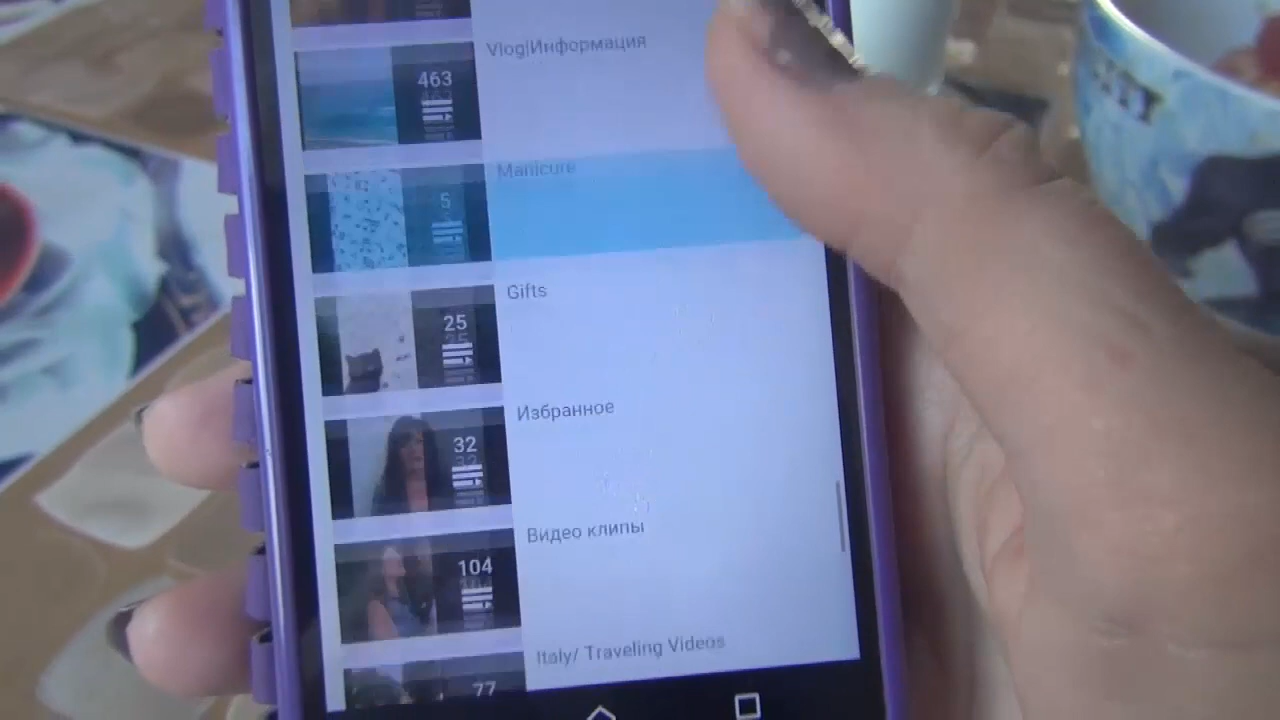 Vlog|Информация
463
Manicure
5
Gifts
25
Избранное
32
Видео клипы
104
Italy/ Traveling Videos
77